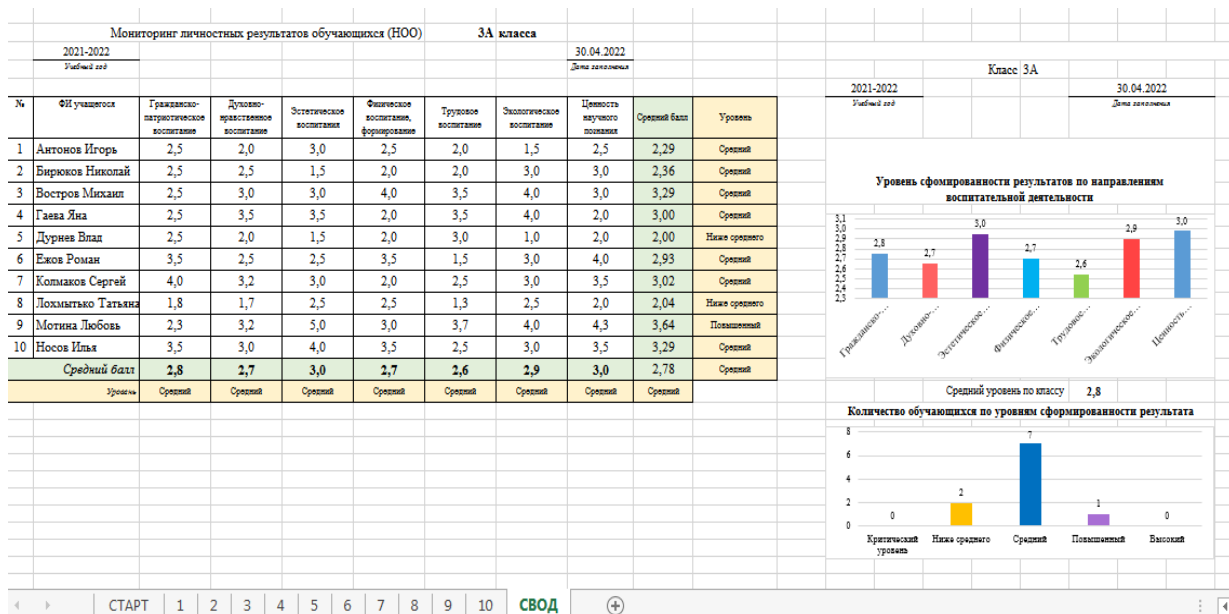 Мониторинг личностных результатов обучающихся (НОО) 3А класса
2021-2022 30.04.2022
Учебный год Дата заполнения
№ ФИ учащегося Гражданско-патриотическое воспитание Духовно-нравственное воспитание Эстетическое воспитания Физическое воспитание, формирование Трудовое воспитание Экологическое воспитание Ценность научного познания Средний балл Уровень
1 Антонов Игорь 2,5 2,0 3,0 2,5 2,0 1,5 2,5 2,29 Средний
2 Бирюков Николай 2,5 2,5 1,5 2,0 2,0 3,0 3,0 2,36 Средний
3 Востров Михаил 2,5 3,0 3,0 4,0 3,5 4,0 3,0 3,29 Средний
4 Гаева Яна 2,5 3,5 3,5 2,0 3,5 4,0 2,0 3,00 Средний
5 Дурнев Влад 2,5 2,0 1,5 2,0 3,0 1,0 2,0 2,00 Ниже среднего
6 Ежов Роман 3,5 2,5 2,5 3,5 1,5 3,0 4,0 2,93 Средний
7 Колмаков Сергей 4,0 3,2 3,0 2,0 2,5 3,0 3,5 3,02 Средний
8 Лохмытько Татьяна 1,8 1,7 2,5 2,5 1,3 2,5 2,0 2,04 Ниже среднего
9 Мотина Любовь 2,3 3,2 5,0 3,0 3,7 4,0 4,3 3,64 Повышенный
10 Носов Илья 3,5 3,0 4,0 3,5 2,5 3,0 3,5 3,29 Средний
Средний балл 2,8 2,7 3,0 2,7 2,6 2,9 3,0 2,78 Средний
Уровень Средний Средний Средний Средний Средний Средний Средний Средний
Класс 3А
2021-2022 30.04.2022
Учебный год Дата заполнения
Уровень сфомированности результатов по направлениям
воспитательной деятельности
3,1
3,0
2,9
2,8
2,7
2,6
2,5
2,4
2,3
2,8 2,7 3,0 2,7 2,6 2,9 3,0
Гражданско-... Духовно-... Эстетическое... Физическое... Трудовое... Экологическое... Ценность...
Средний уровень по классу 2,8
Количество обучающихся по уровням сформированности результата
8
6
4
2
0
0 2 7 1 0
Критический уровень Ниже среднего Средний Повышенный Высокий
СТАРТ 1 2 3 4 5 6 7 8 9 10 СВОД